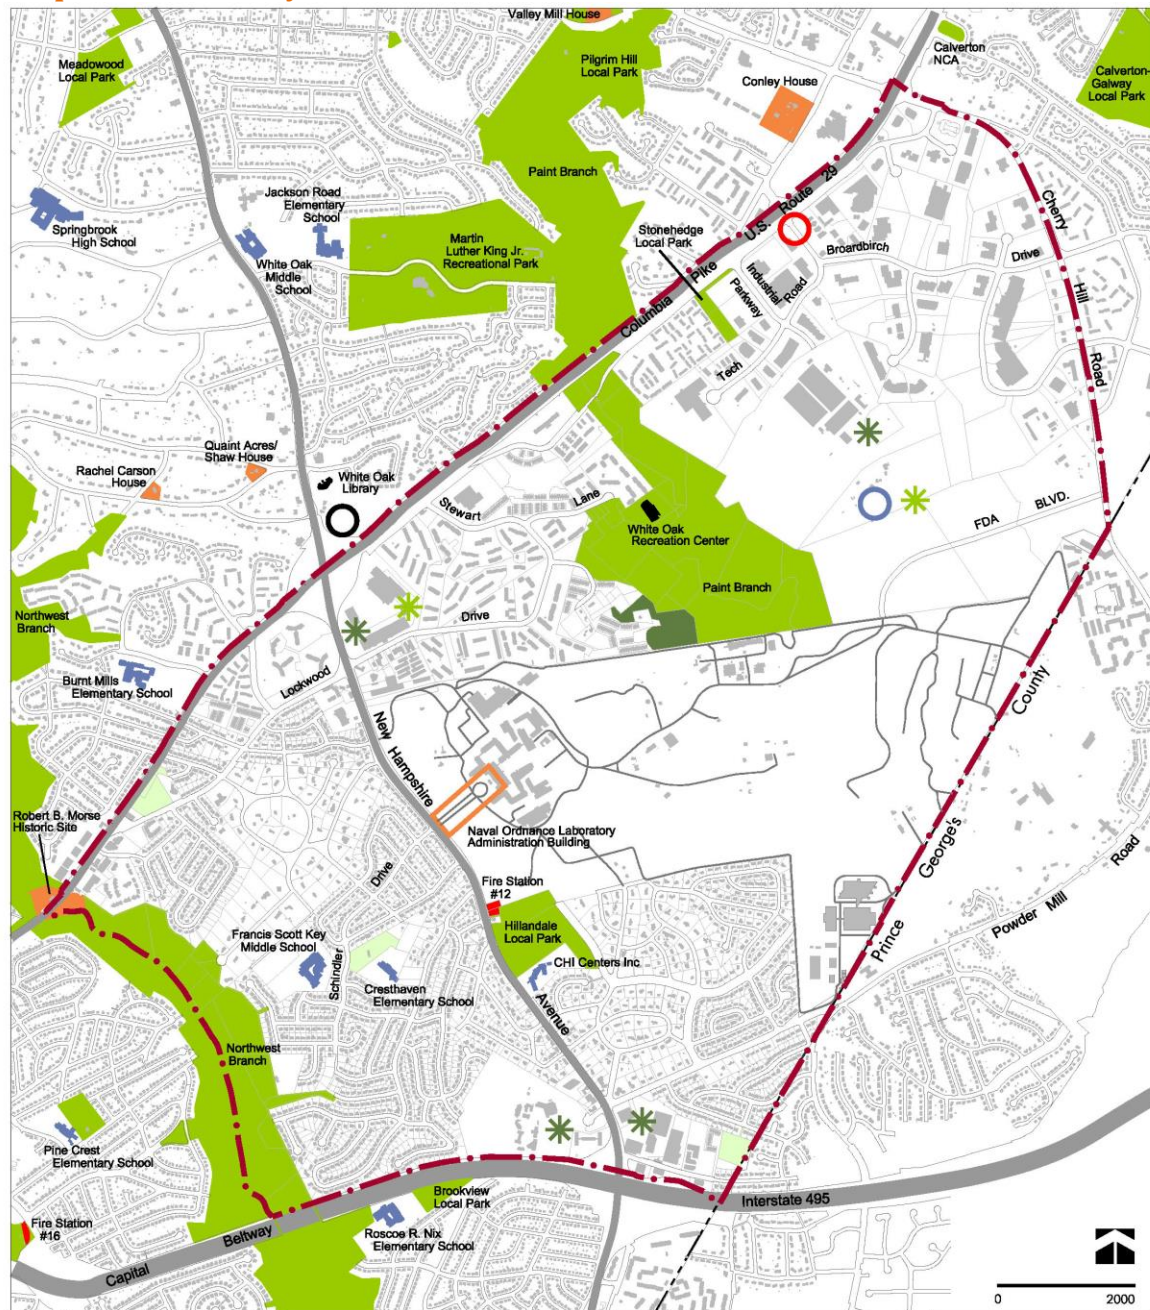 Valley Mill House
Meadowood
Local Park
Pilgrim Hill
Local Park
Calverton
NCA
Calverton-
Galway
Local Park
Conley House
Paint Branch
Jackson Road
Elementary
School
Springbrook
High School
White Oak
Middle
School
Martin
Luther King Jr.
Recreational Park
Stonehedge
Local Park
Columbia Pike U.S. Route 29
Broardbirch
Drive
Cherry Hill Road
Industrial
Parkway
Road
Tech
Quaint Acres/
Shaw House
Rachel Carson
House
White Oak
Library
Stewart
Lane
White Oak
Recreation Center
FDA BLVD.
Paint Branch
Northwest
Branch
Drive
Burnt Mills
Elementary School
Lockwood
New Hampshire
County
Robert B. Morse
Historic Site
Naval Ordnance Laboratory
Administration Building
George's
Drive
Road
Fire Station
#12
Powder Mill
Hillandale
Local Park
Prince
Francis Scott Key
Middle School
Schindler
CHI Centers Inc
Cresthaven
Elementary School
Avenue
Northwest
Branch
Pine Crest
Elementary School
Brookview
Local Park
Interstate 495
Fire Station
#16
Beltway
Roscoe R. Nix
Elementary School
Capital
0 2000